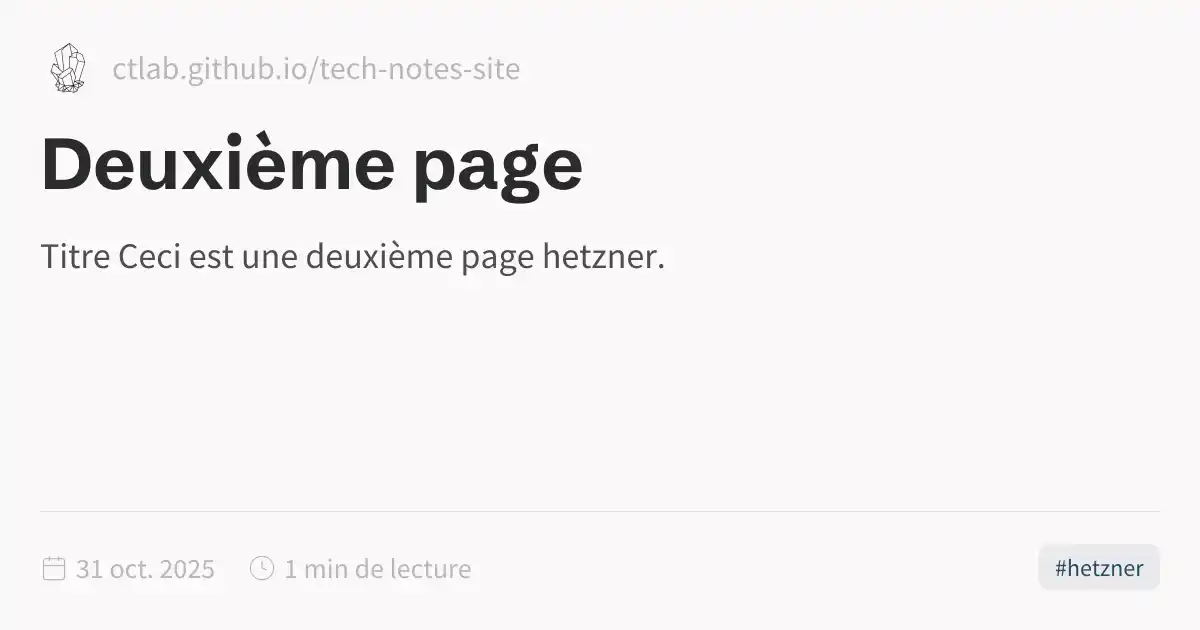 ctlab.github.io/tech-notes-site
Deuxième page
Titre Ceci est une deuxième page hetzner.
31 oct. 2025 1 min de lecture #hetzner